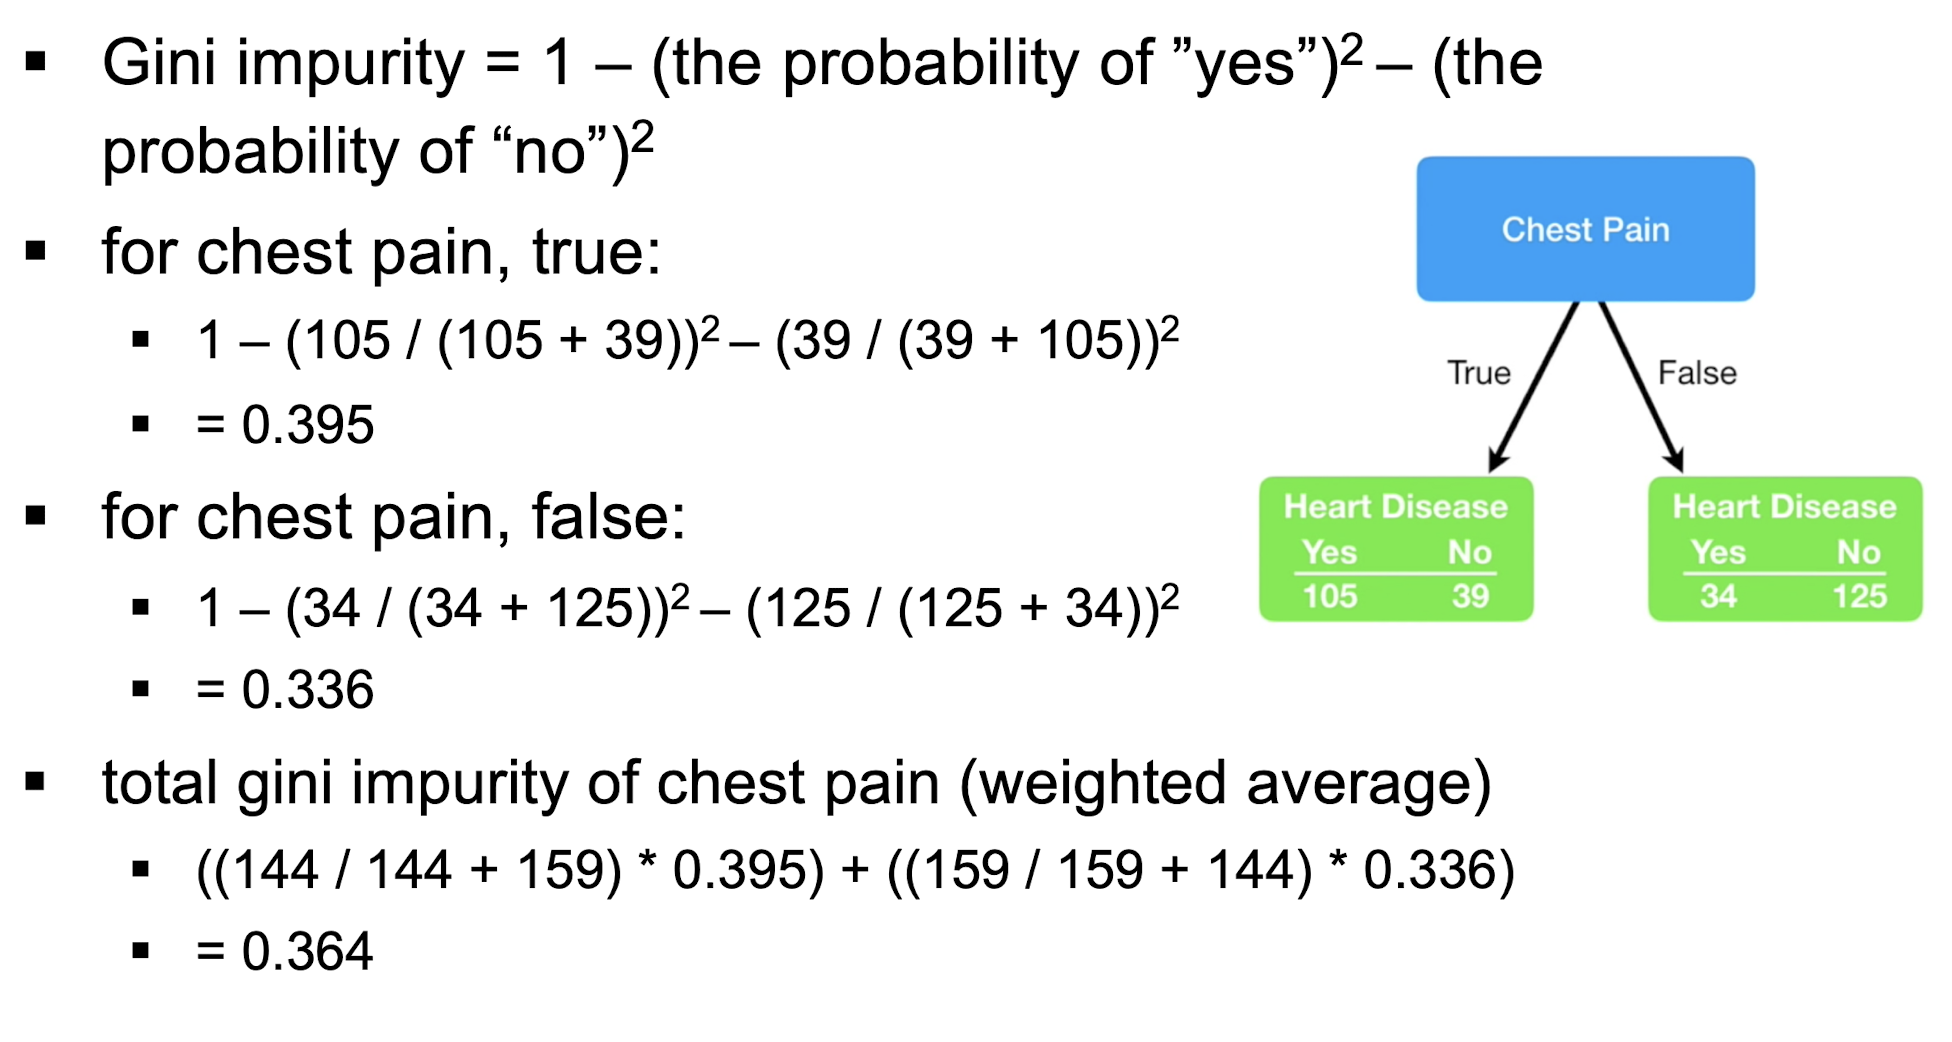 ▪ Gini impurity = 1 – (the probability of ”yes”)² – (the
probability of “no”)²
▪ for chest pain, true:
▪ 1 – (105 / (105 + 39))² – (39 / (39 + 105))²
▪ = 0.395
▪ for chest pain, false:
▪ 1 – (34 / (34 + 125))² – (125 / (125 + 34))²
▪ = 0.336
▪ total gini impurity of chest pain (weighted average)
▪ ((144 / 144 + 159) * 0.395) + ((159 / 159 + 144) * 0.336)
▪ = 0.364
Chest Pain
True
False
Heart Disease
Yes No
105 39
Heart Disease
Yes No
34 125